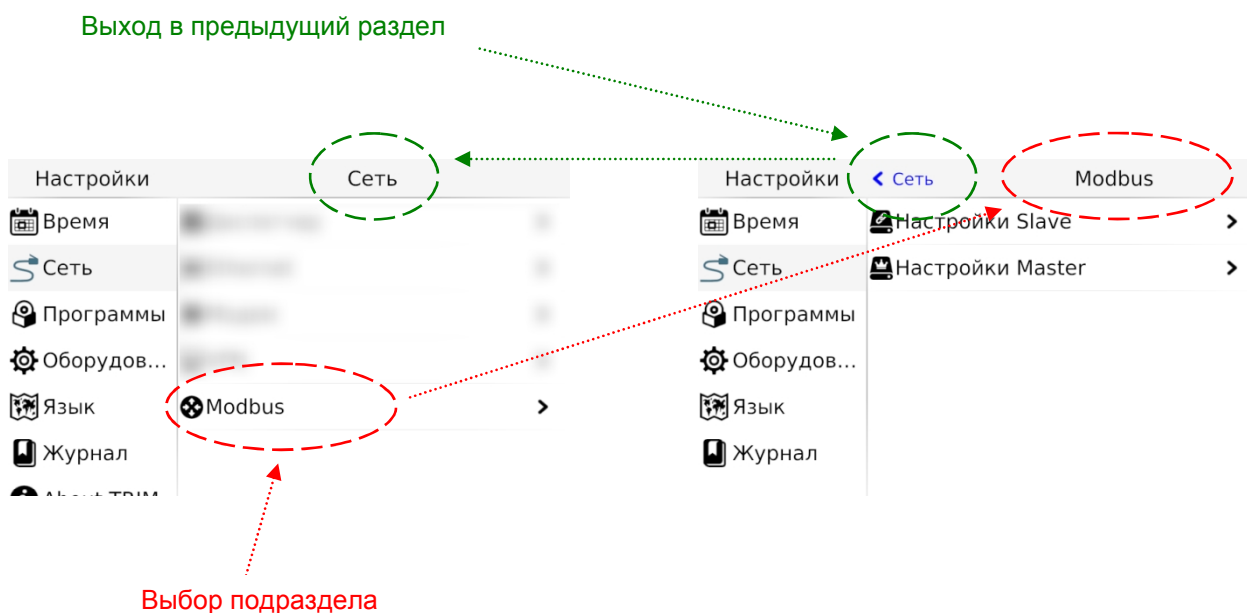 Выход в предыдущий раздел
Настройки
Сеть
Время
Сеть
Программы
Оборудов...
Язык
Modbus
Журнал
Настройки
Сеть
Modbus
Время
Настройки Slave
Сеть
Настройки Master
Программы
Оборудов...
Язык
Журнал
Выбор подраздела